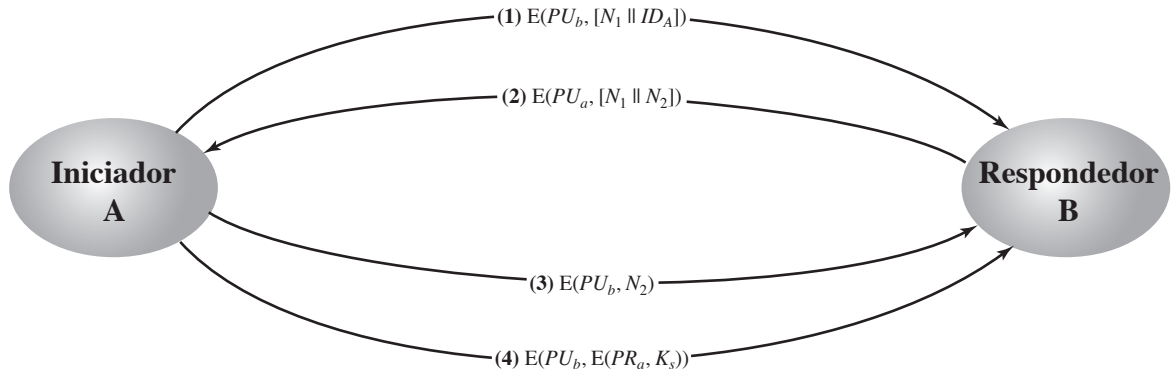 (1) E(PU_b, [N_1 || ID_A])
(2) E(PU_a, [N_1 || N_2])
Iniciador
A
Respondedor
B
(3) E(PU_b, N_2)
(4) E(PU_b, E(PR_a, K_s))